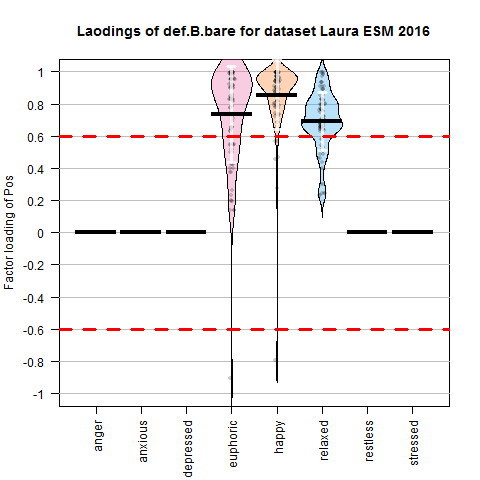 Laodings of def.B.bare for dataset Laura ESM 2016
Factor loading of Pos
1
0.8
0.6
0.4
0.2
0
-0.2
-0.4
-0.6
-0.8
-1
anger
anxious
depressed
euphoric
happy
relaxed
restless
stressed